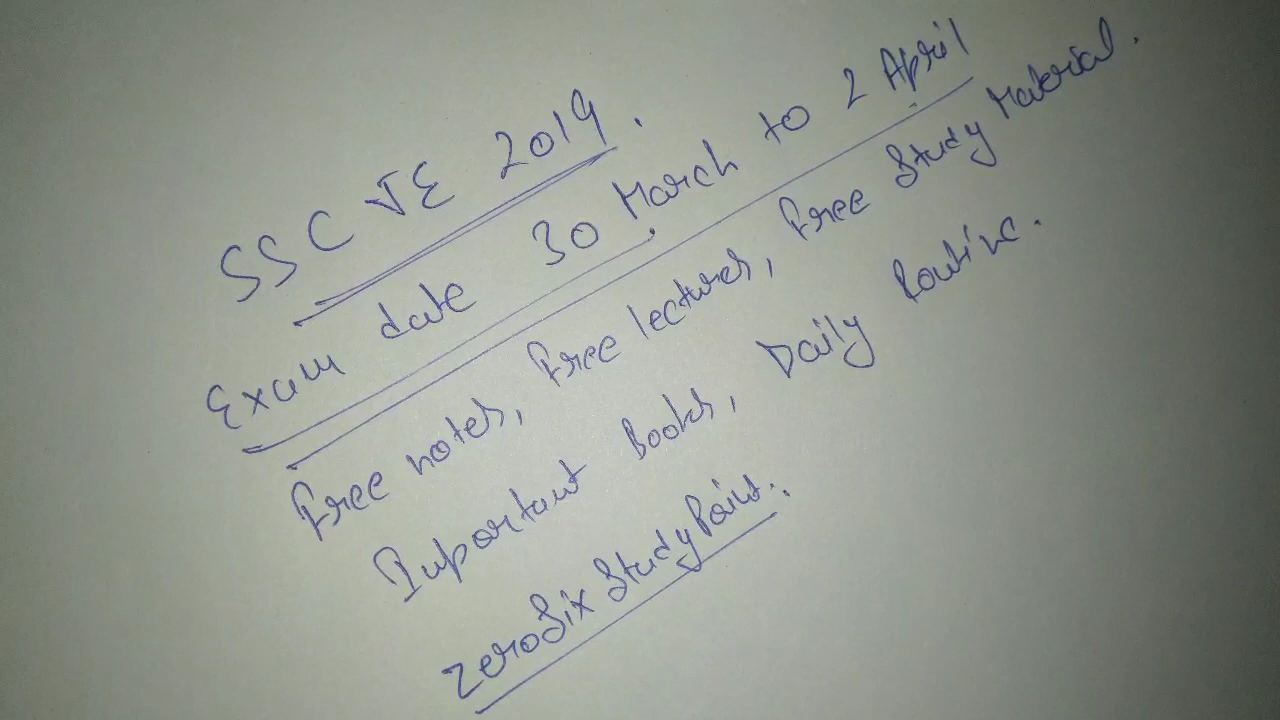 SSC JE 2019.
Exam date 30 March to 2 April
Free notes, Free lectures, Free Study Material.
Important Books, Daily Routine.
ZeroSix StudyPoint.